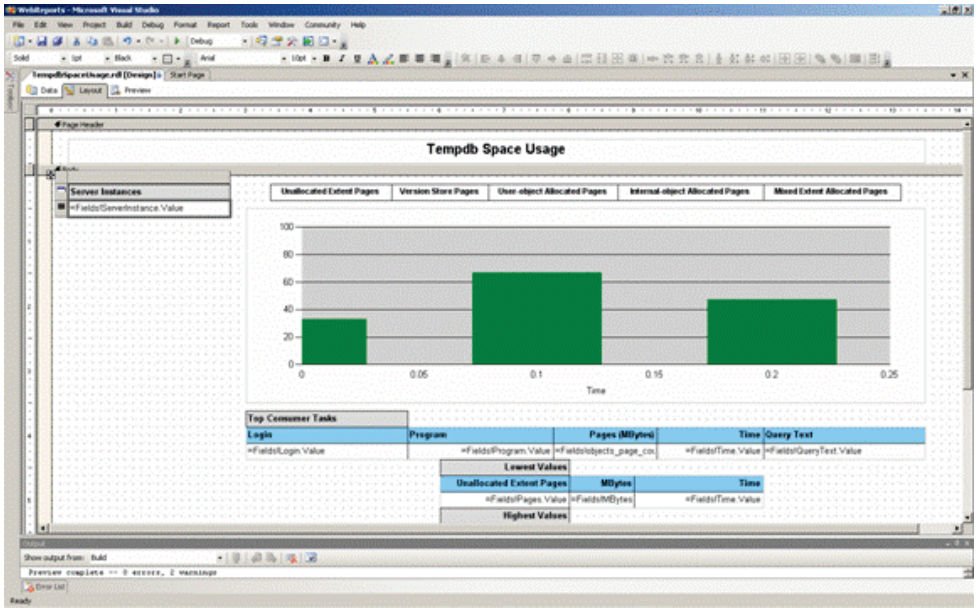 WebReports - Microsoft Visual Studio
File Edit View Project Build Debug Format Report Tools Window Community Help
Debug
Solid 1pt Black Arial 10pt B I U
TempdbSpaceUsage.rdl [Design] Start Page
Data Layout Preview
Page Header
Tempdb Space Usage
Body
Server Instances
=Fields!ServerInstance.Value
Unallocated Extent Pages Version Store Pages User-object Allocated Pages Internal-object Allocated Pages Mixed Extent Allocated Pages
100
80
60
40
20
0
0 0.05 0.1 0.15 0.2 0.25
Time
Top Consumer Tasks
Login Program Pages (MBytes) Time Query Text
=Fields!Login.Value =Fields!Program.Value =Fields!objects_page_cou =Fields!Time.Value =Fields!QueryText.Value
Lowest Values
Unallocated Extent Pages MBytes Time
=Fields!Pages.Value =Fields!MBytes =Fields!Time.Value
Highest Values
Output
Show output from: Build
Preview complete -- 0 errors, 2 warnings
Error List
Ready